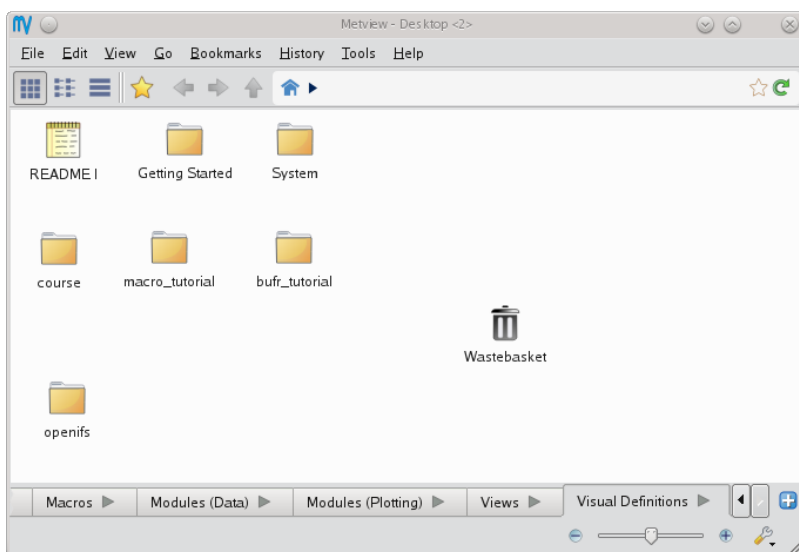 Metview - Desktop <2>
File Edit View Go Bookmarks History Tools Help
README I Getting Started System
course macro_tutorial bufr_tutorial
Wastebasket
openifs
Macros Modules (Data) Modules (Plotting) Views Visual Definitions